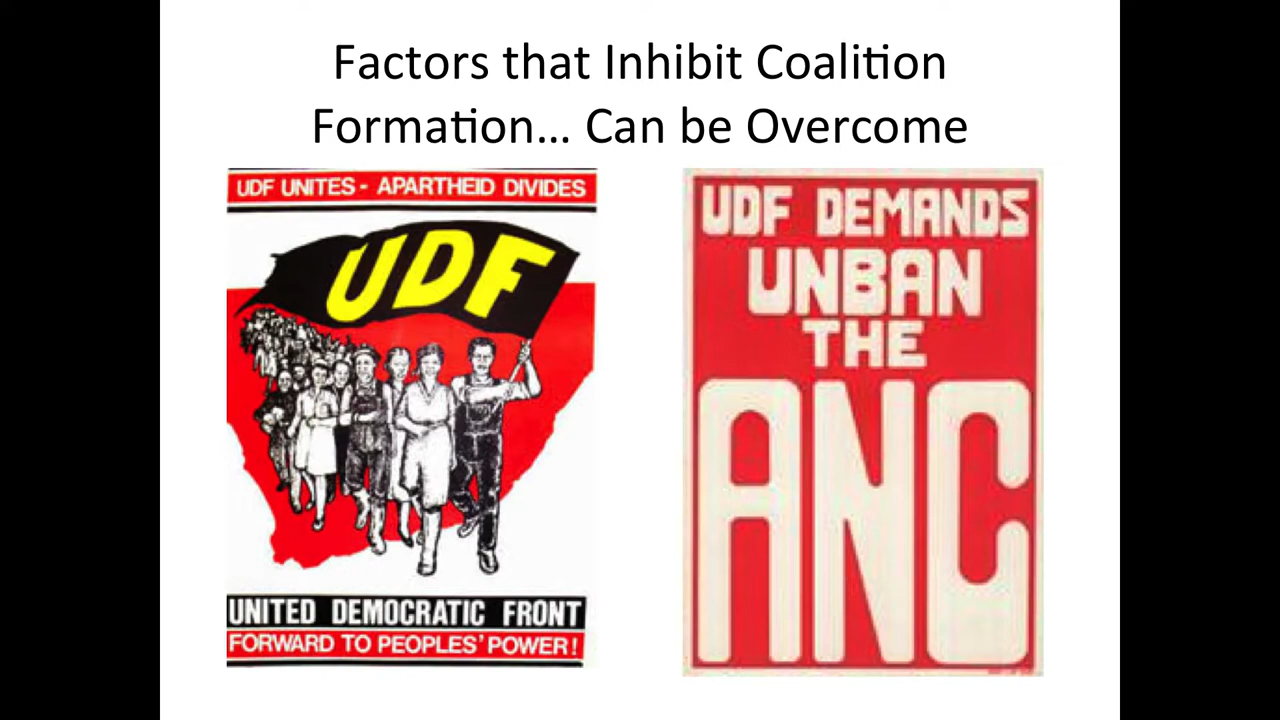 Factors that Inhibit Coalition
Formation… Can be Overcome
UDF UNITES - APARTHEID DIVIDES
UDF
UNITED DEMOCRATIC FRONT
FORWARD TO PEOPLES' POWER!
UDF DEMANDS
UNBAN
THE
ANC